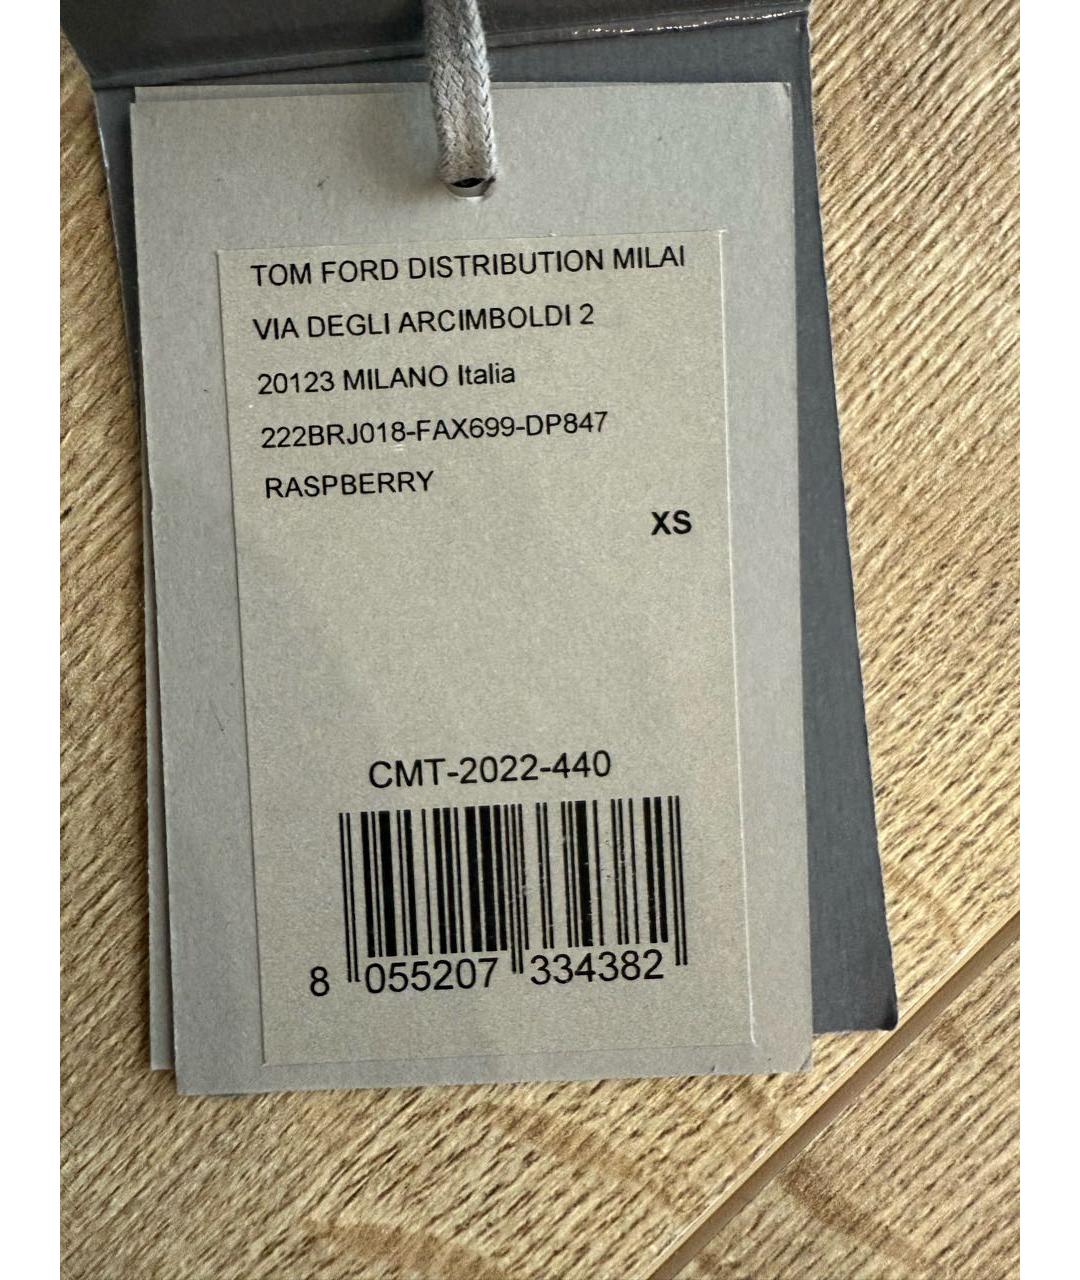 TOM FORD DISTRIBUTION MILAI
VIA DEGLI ARCIMBOLDI 2
20123 MILANO Italia
222BRJ018-FAX699-DP847
RASPBERRY
XS
CMT-2022-440
8 055207 334382